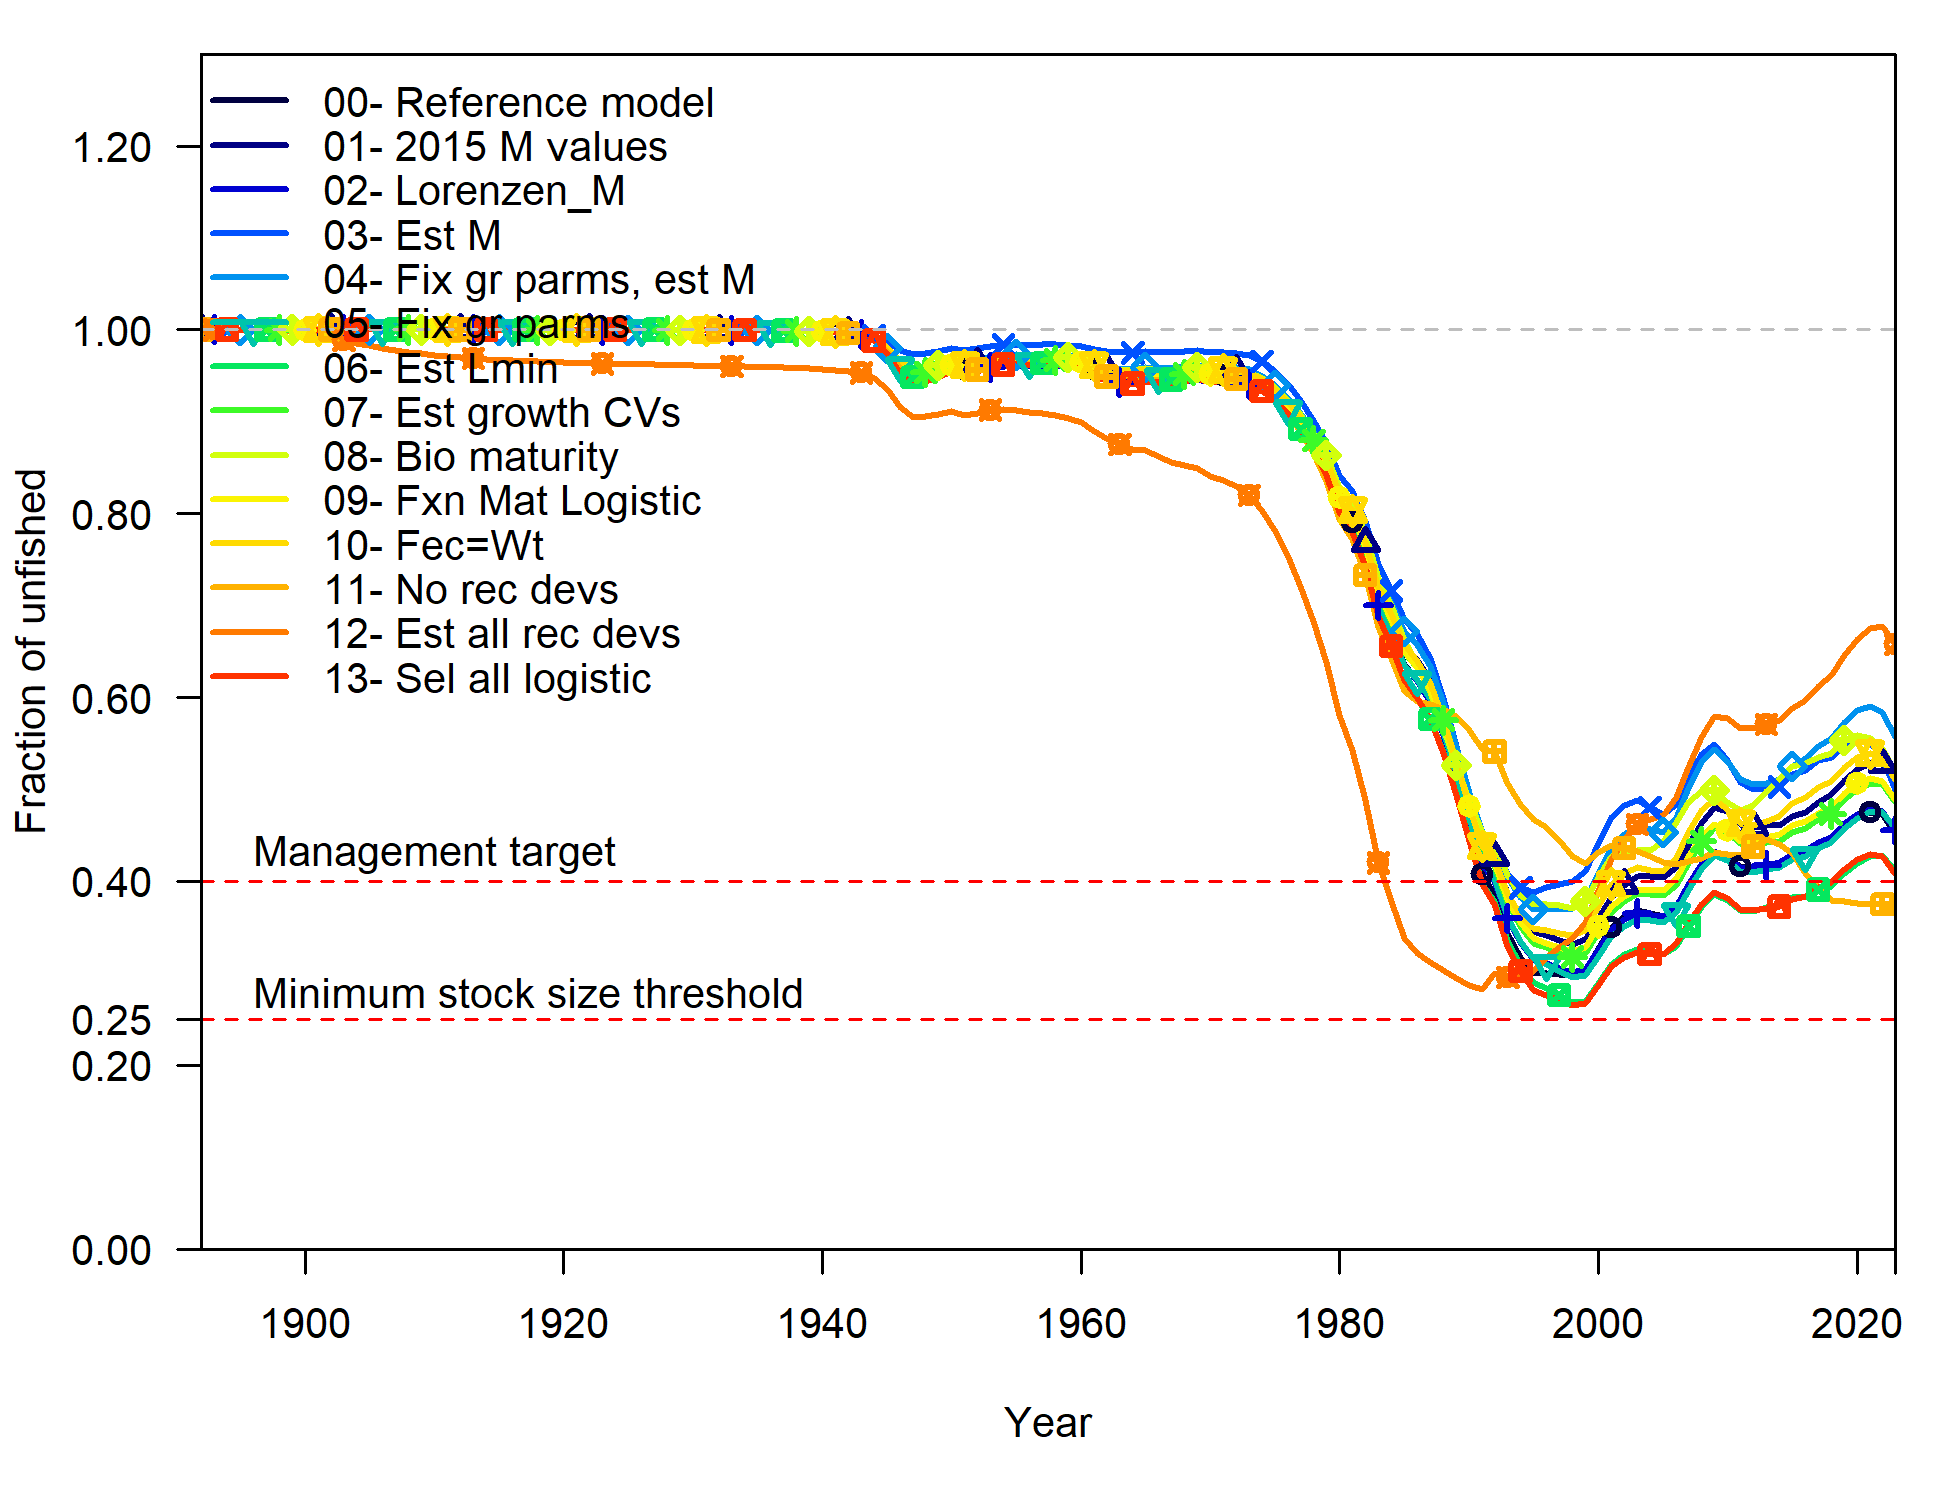 00- Reference model
01- 2015 M values
02- Lorenzen_M
03- Est M
04- Fix gr parms, est M
05- Fix gr parms
06- Est Lmin
07- Est growth CVs
08- Bio maturity
09- Fxn Mat Logistic
10- Fec=Wt
11- No rec devs
12- Est all rec devs
13- Sel all logistic
1.20
1.00
0.80
0.60
0.40
0.25
0.20
0.00
Fraction of unfished
Management target
Minimum stock size threshold
1900 1920 1940 1960 1980 2000 2020
Year